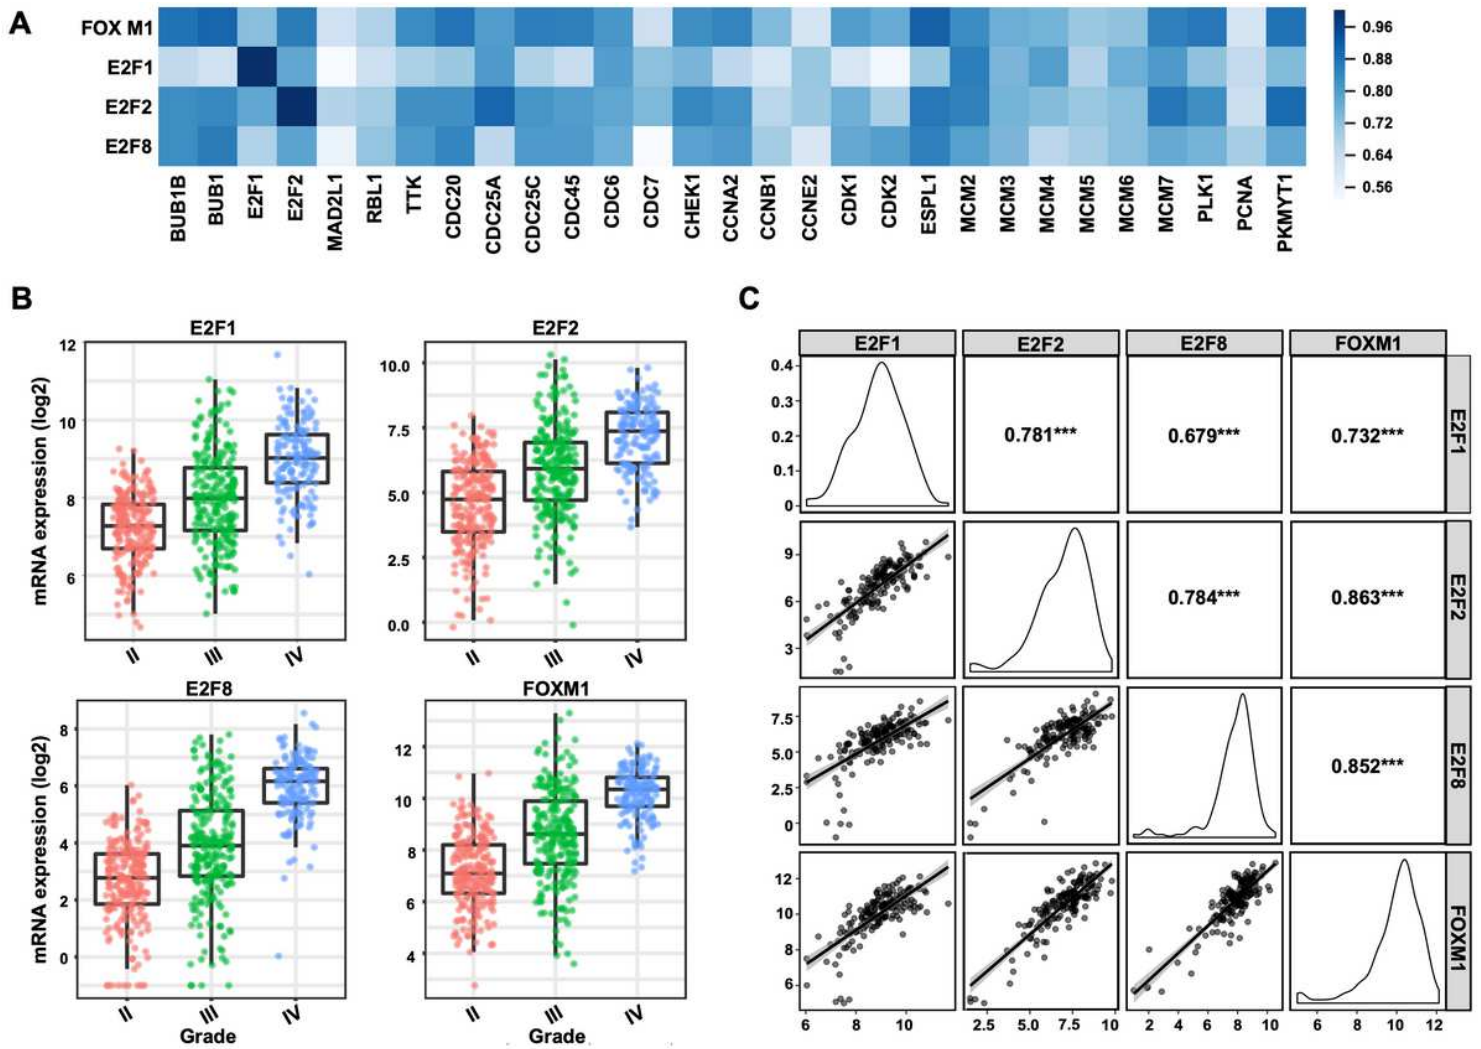 A
FOX M1
E2F1
E2F2
E2F8
0.96
0.88
0.80
0.72
0.64
0.56
BUB1B
BUB1
E2F1
E2F2
MAD2L1
RBL1
TTK
CDC20
CDC25A
CDC25C
CDC45
CDC6
CDC7
CHEK1
CCNA2
CCNB1
CCNE2
CDK1
CDK2
ESPL1
MCM2
MCM3
MCM4
MCM5
MCM6
MCM7
PLK1
PCNA
PKMYT1
B
E2F1
mRNA expression (log2)
12
10
8
6
II
III
IV
E2F2
10.0
7.5
5.0
2.5
0.0
II
III
IV
E2F8
mRNA expression (log2)
8
6
4
2
0
II
III
IV
Grade
FOXM1
12
10
8
6
4
II
III
IV
Grade
C
E2F1
E2F2
E2F8
FOXM1
0.4
0.3
0.2
0.1
0
0.781***
0.679***
0.732***
E2F1
9
6
3
0.784***
0.863***
E2F2
7.5
5.0
2.5
0
0.852***
E2F8
12
10
8
6
FOXM1
6 8 10
2.5 5.0 7.5 10
2 4 6 8 10
6 8 10 12